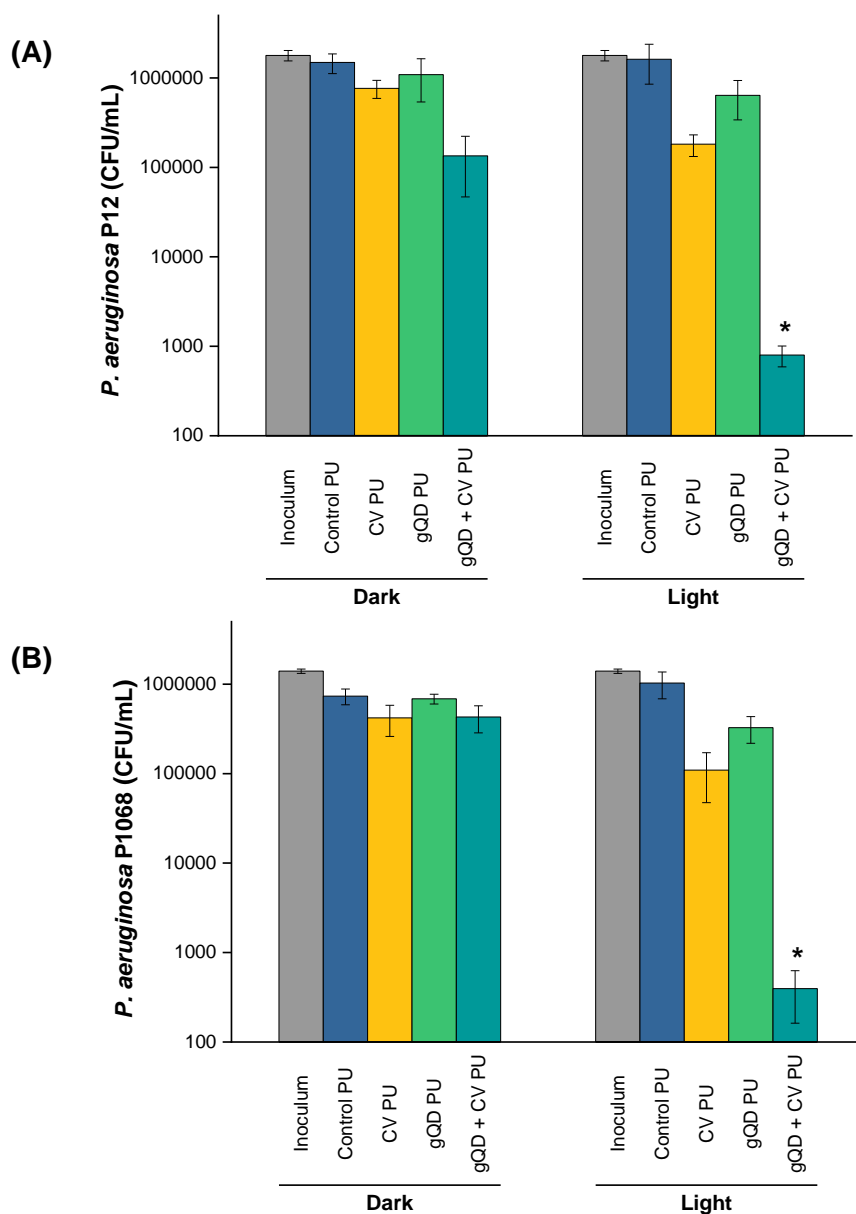 (A)
P. aeruginosa P12 (CFU/mL)
1000000
100000
10000
1000
100
*
Inoculum
Control PU
CV PU
gQD PU
gQD + CV PU
Inoculum
Control PU
CV PU
gQD PU
gQD + CV PU
Dark
Light
(B)
P. aeruginosa P1068 (CFU/mL)
1000000
100000
10000
1000
100
*
Inoculum
Control PU
CV PU
gQD PU
gQD + CV PU
Inoculum
Control PU
CV PU
gQD PU
gQD + CV PU
Dark
Light